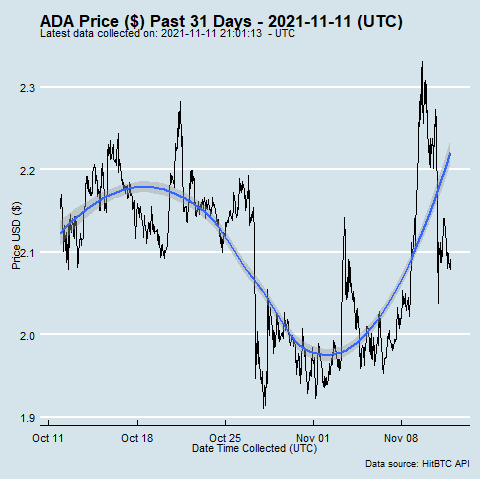 ADA Price ($) Past 31 Days - 2021-11-11 (UTC)
Latest data collected on: 2021-11-11 21:01:13 - UTC
2.3
2.2
2.1
2.0
1.9
Price USD ($)
Oct 11
Oct 18
Oct 25
Nov 01
Nov 08
Date Time Collected (UTC)
Data source: HitBTC API